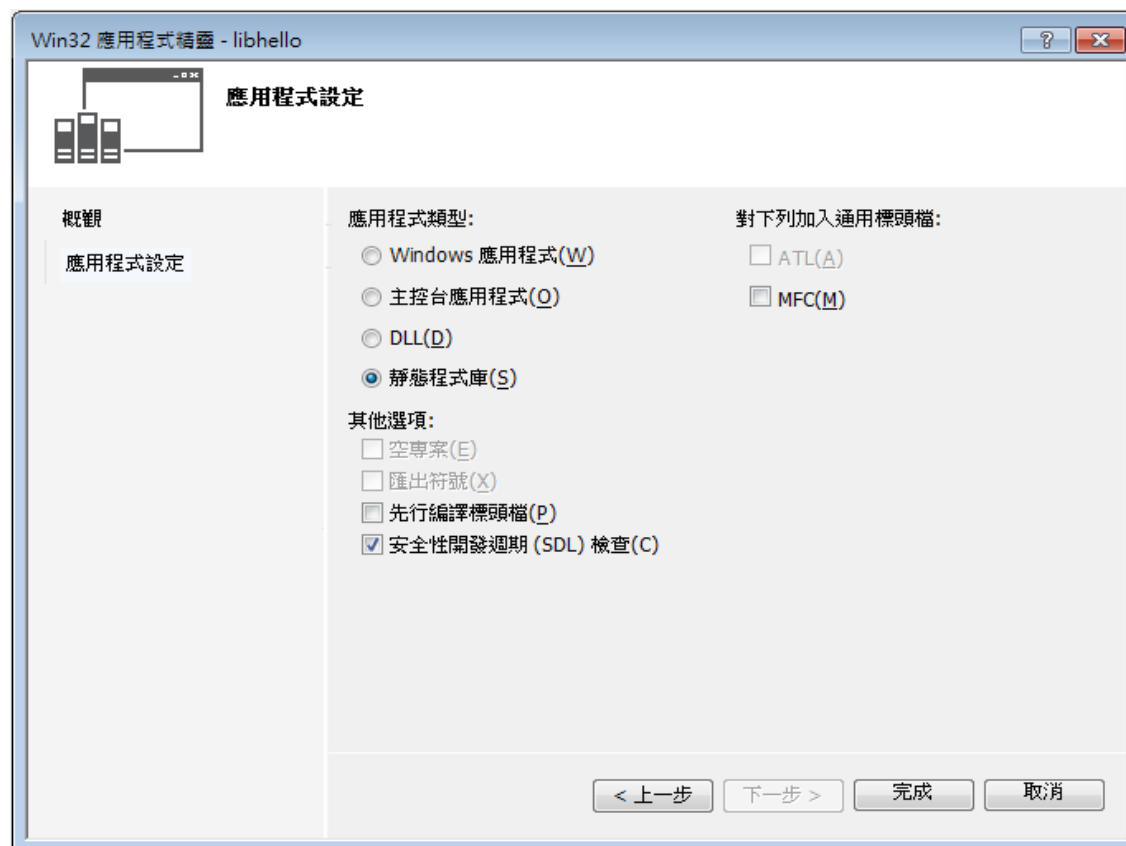 Win32 應用程式精靈 - libhello
應用程式設定
概觀
應用程式設定
應用程式類型:
Windows 應用程式(W)
主控台應用程式(O)
DLL(D)
靜態程式庫(S)
其他選項:
空專案(E)
匯出符號(X)
先行編譯標頭檔(P)
安全性開發週期 (SDL) 檢查(C)
對下列加入通用標頭檔:
ATL(A)
MFC(M)
< 上一步
下一步 >
完成
取消